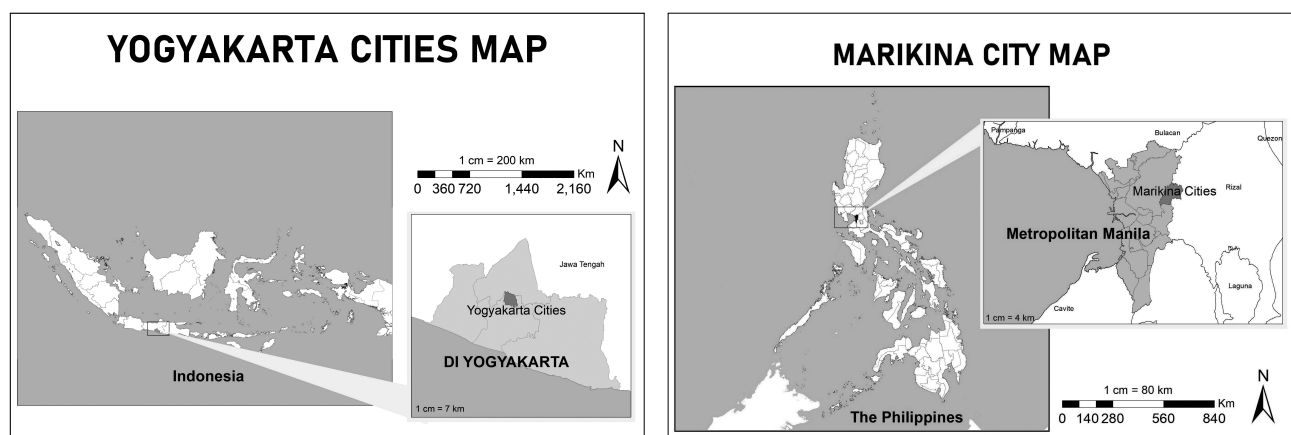 YOGYAKARTA CITIES MAP
N
1 cm = 200 km
Km
0 360 720 1,440 2,160
Jawa Tengah
Yogyakarta Cities
DI YOGYAKARTA
1 cm = 7 km
Indonesia
MARIKINA CITY MAP
Pampanga
Bulacan
Quezon
Marikina Cities
Rizal
Metropolitan Manila
Laguna
Cavite
1 cm = 4 km
N
1 cm = 80 km
Km
0 140 280 560 840
The Philippines